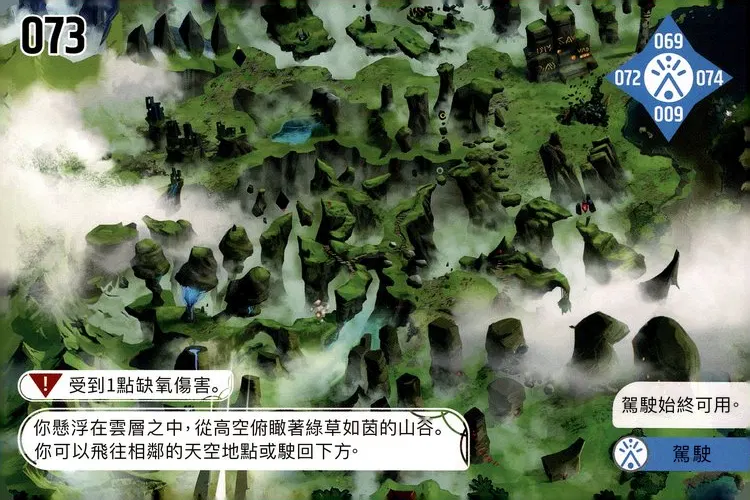 073
069
072
074
009
受到1點缺氧傷害。
你懸浮在雲層之中，從高空俯瞰著綠草如茵的山谷。
你可以飛往相鄰的天空地點或駛回下方。
駕駛始終可用。
駕駛